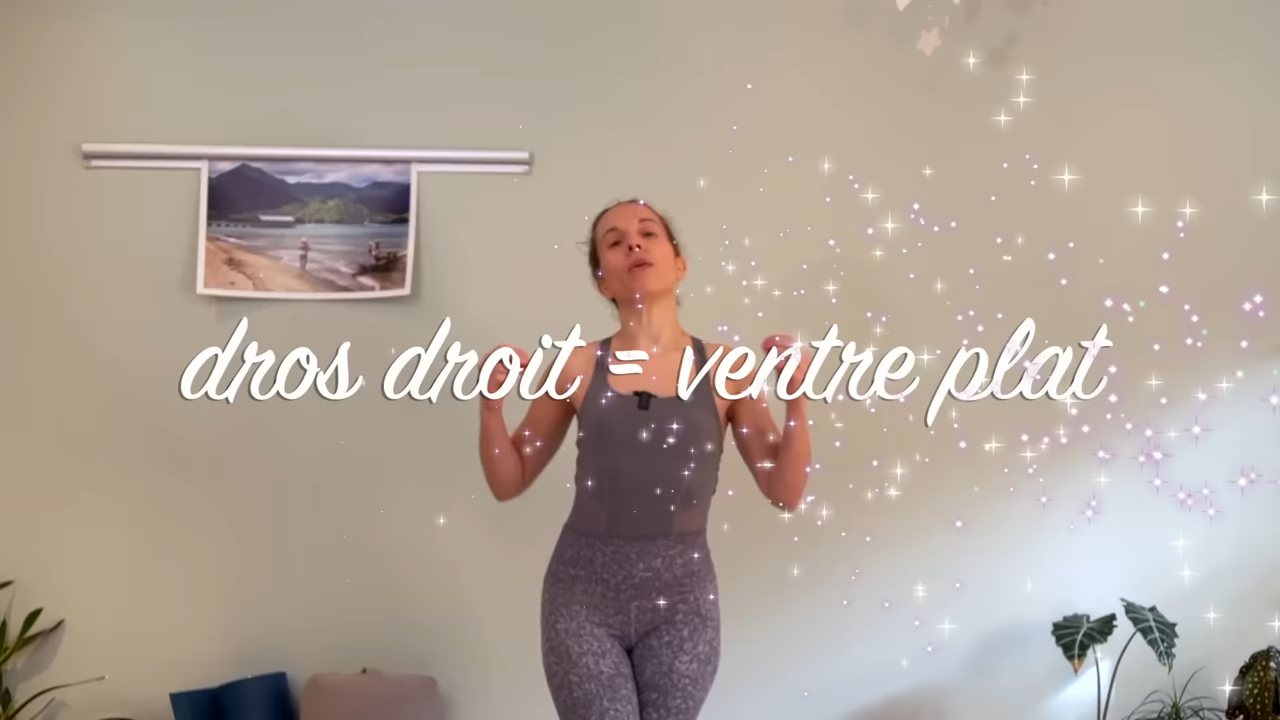 dros droit = ventre plat